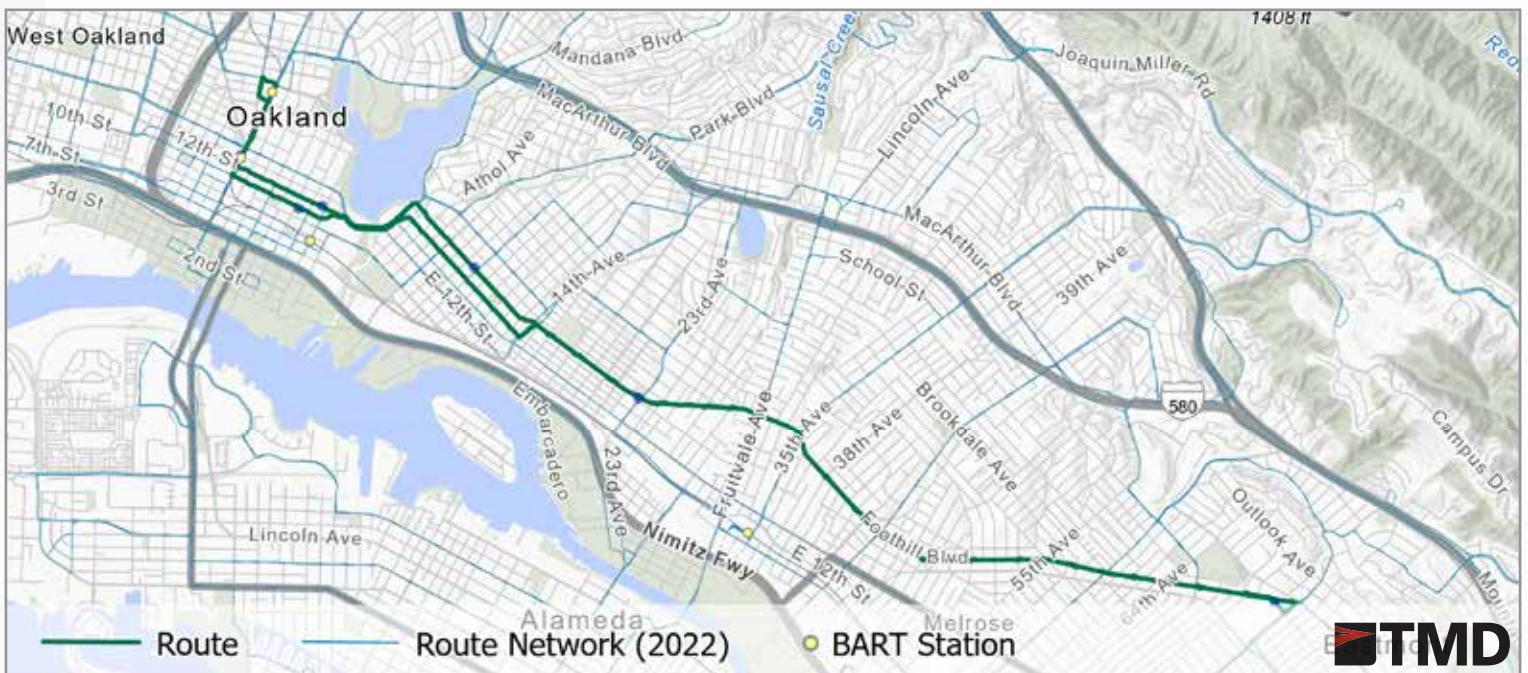 1408 ft
West Oakland
Mandana Blvd
Sausal Creek
Joaquin Miller Rd
Lincoln Ave
MacArthur Blvd
Park Blvd
10th St
Oakland
12th St
7th St
Athol Ave
3rd St
MacArthur Blvd
39th Ave
School St
2nd St
14th Ave
23rd Ave
E 12th St
580
Embarcadero
Fruitvale Ave
35th Ave
38th Ave
Brookdale Ave
Campus Dr
23rd Ave
Lincoln Ave
Nimitz Fwy
E 12th St
Foothill Blvd
55th Ave
Outlook Ave
64th Ave
Alameda
Melrose
Route
Route Network (2022)
BART Station
TMD